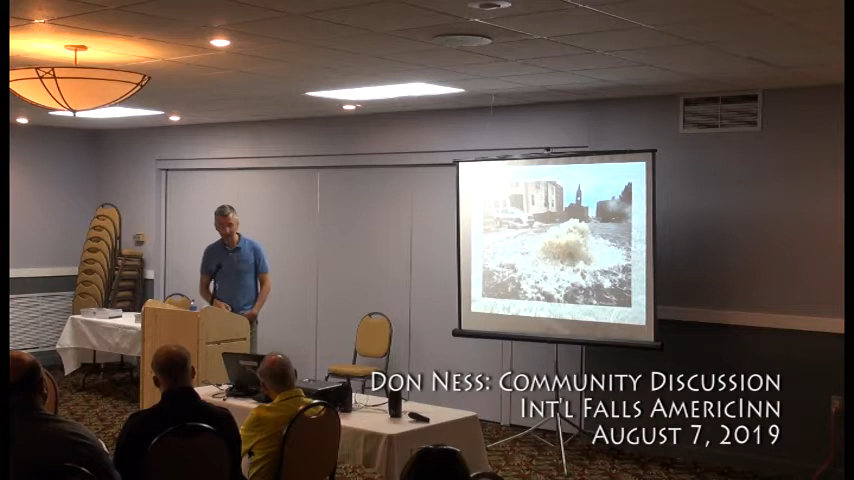 Don Ness: Community Discussion
Int'l Falls AmericInn
August 7, 2019